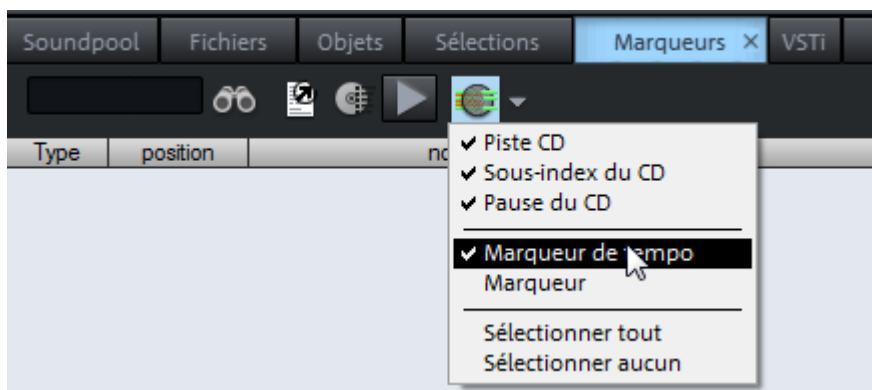 Soundpool Fichiers Objets Sélections Marqueurs VSTi
Type position
Piste CD
Sous-index du CD
Pause du CD
Marqueur de tempo
Marqueur
Sélectionner tout
Sélectionner aucun